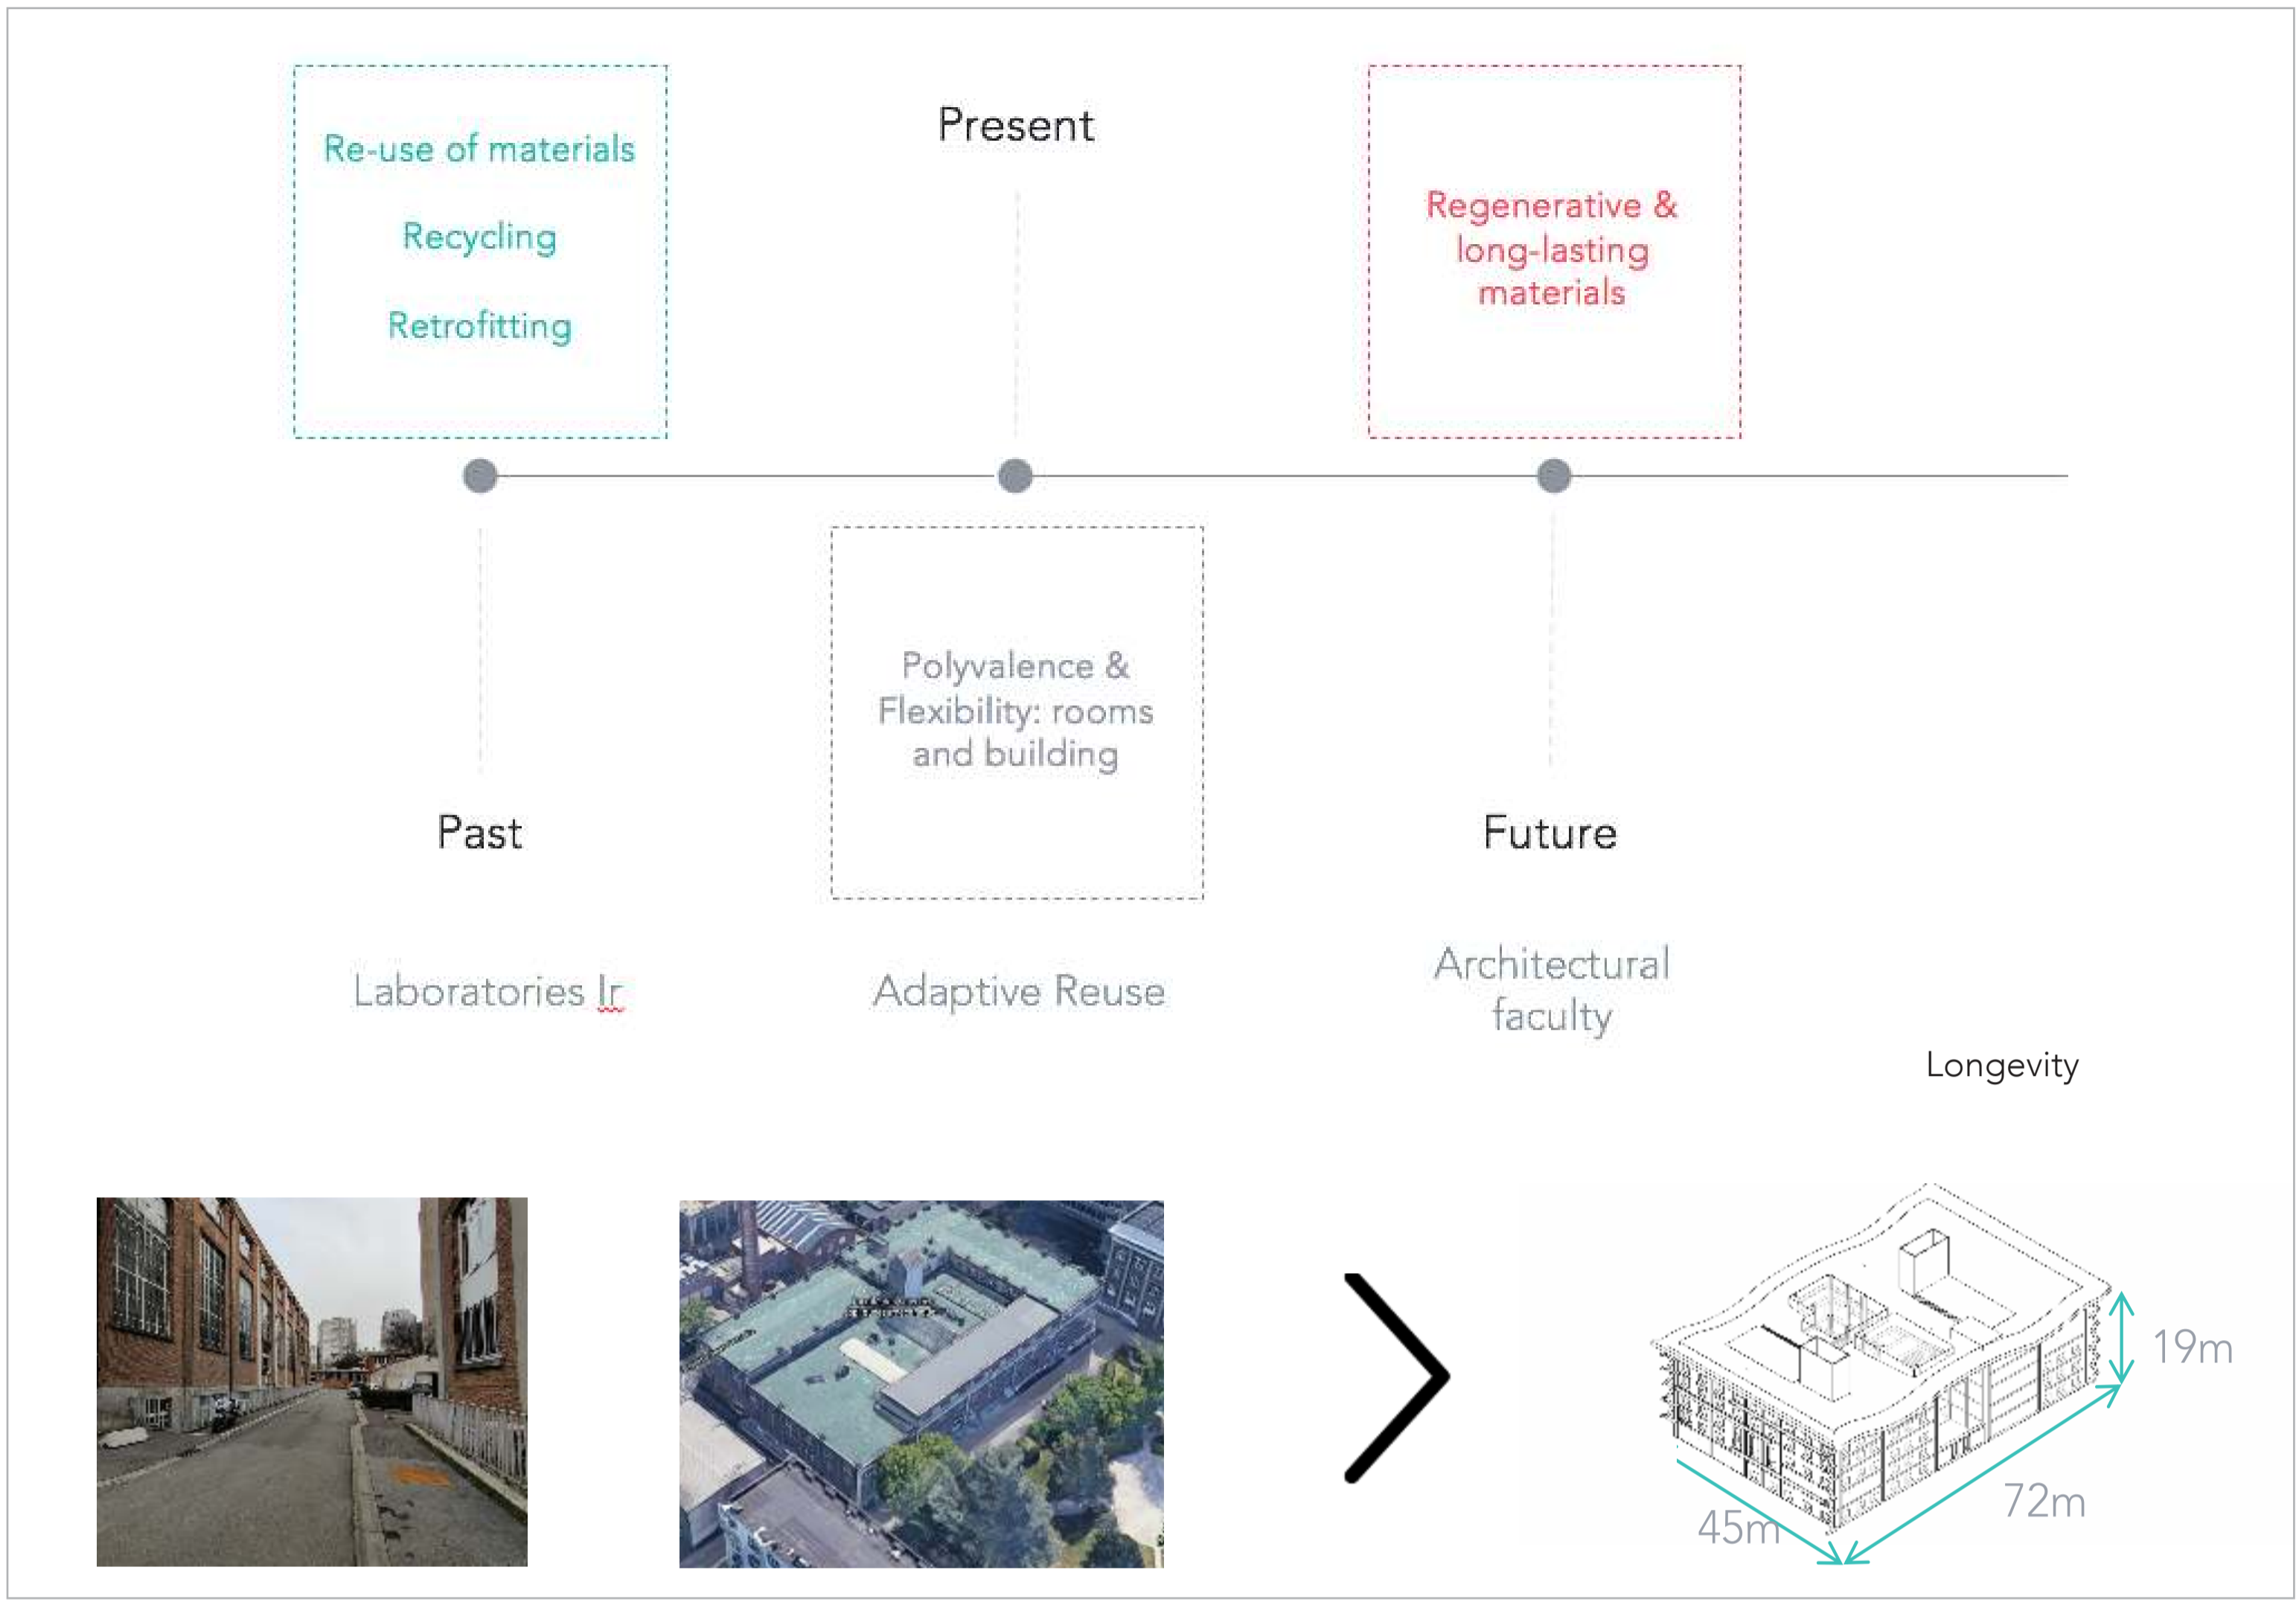 Re-use of materials
Recycling
Retrofitting
Present
Regenerative &
long-lasting
materials
Polyvalence &
Flexibility: rooms
and building
Past
Future
Laboratories Ir
Adaptive Reuse
Architectural
faculty
Longevity
19m
72m
45m